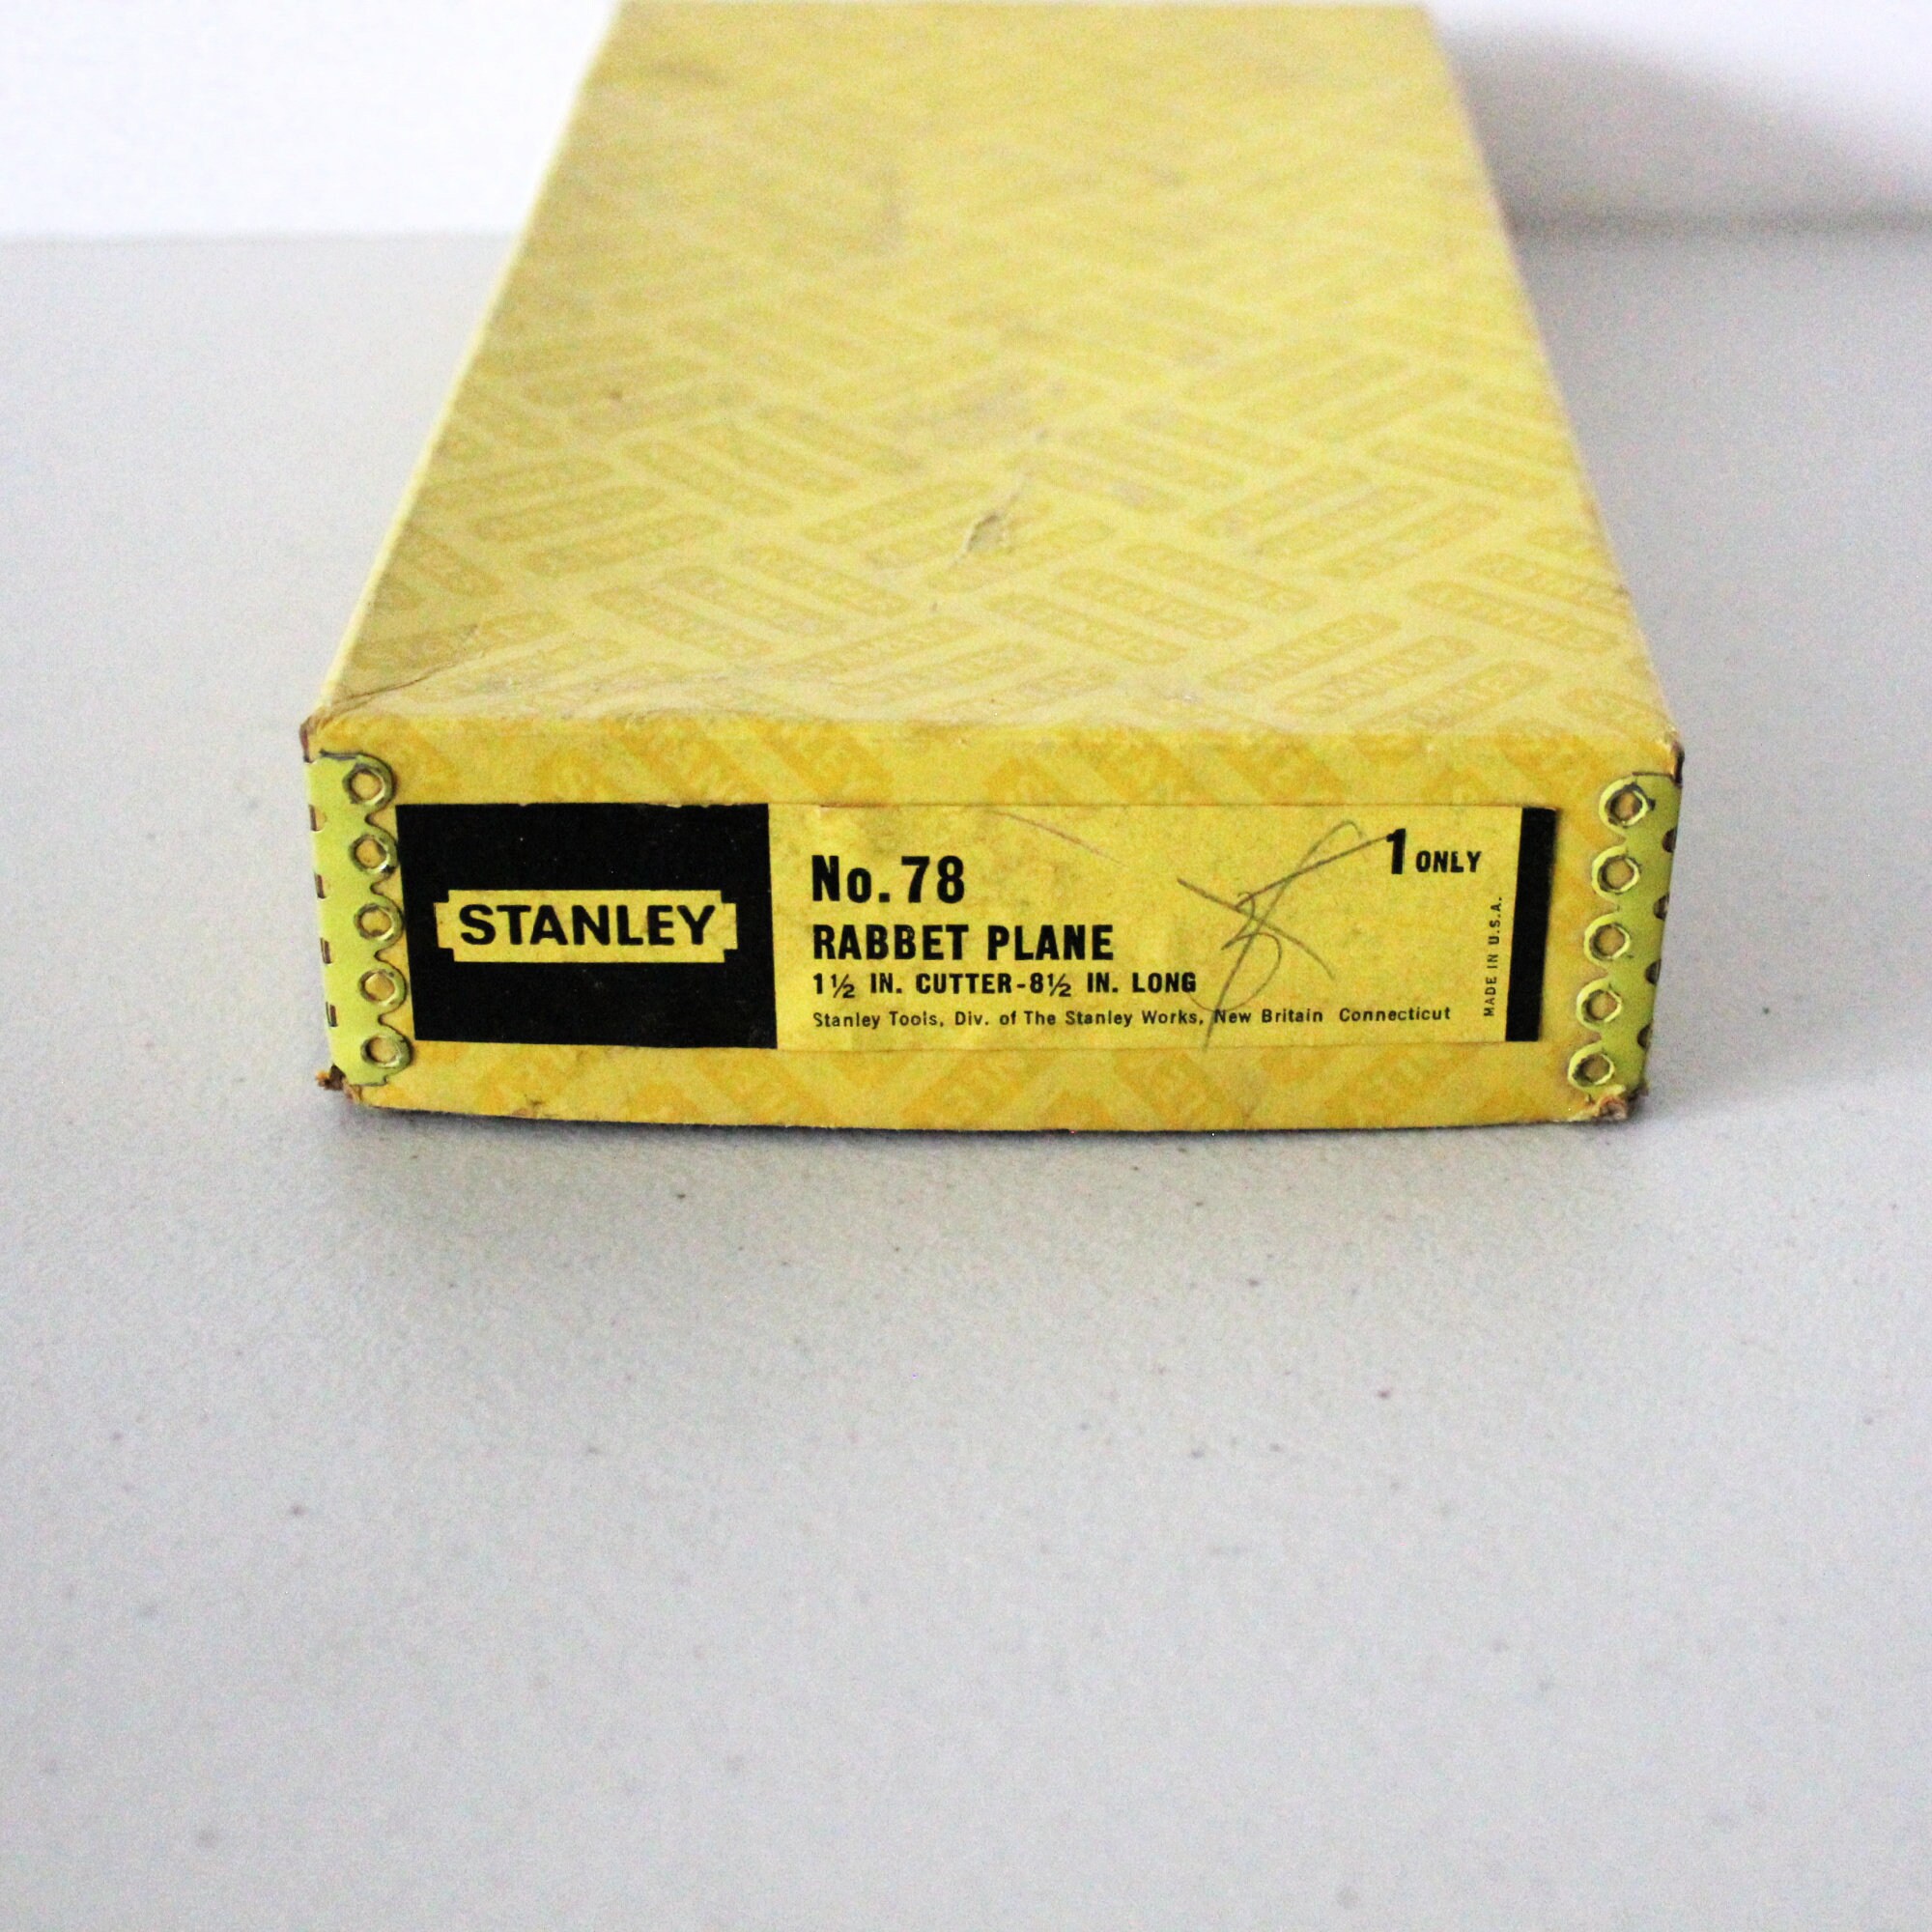 STANLEY
No. 78
1 ONLY
RABBET PLANE
1½ IN. CUTTER-8½ IN. LONG
Stanley Tools, Div. of The Stanley Works, New Britain Connecticut
MADE IN U.S.A.